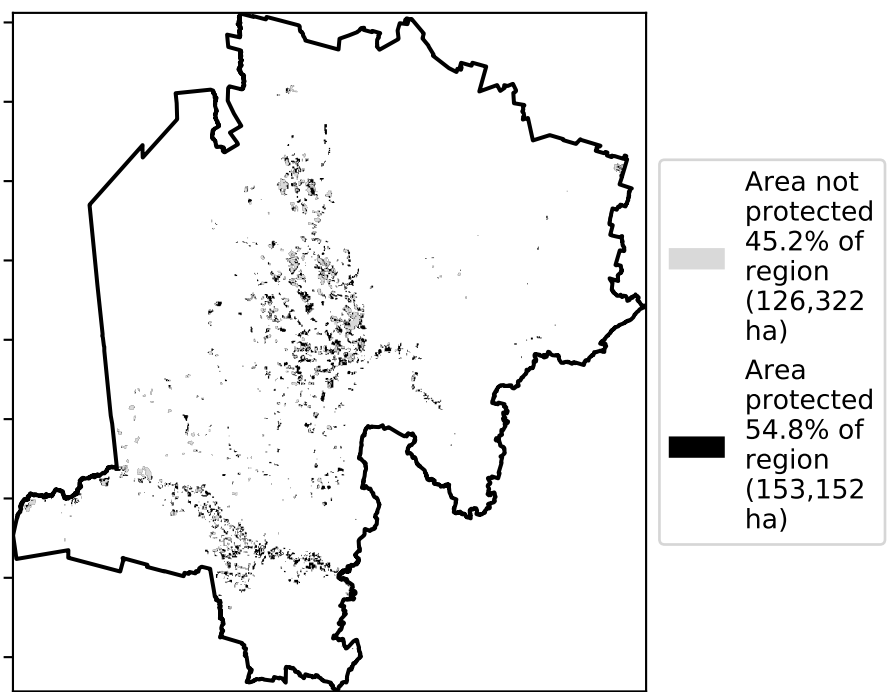 Area not
protected
45.2% of
region
(126,322
ha)
Area
protected
54.8% of
region
(153,152
ha)